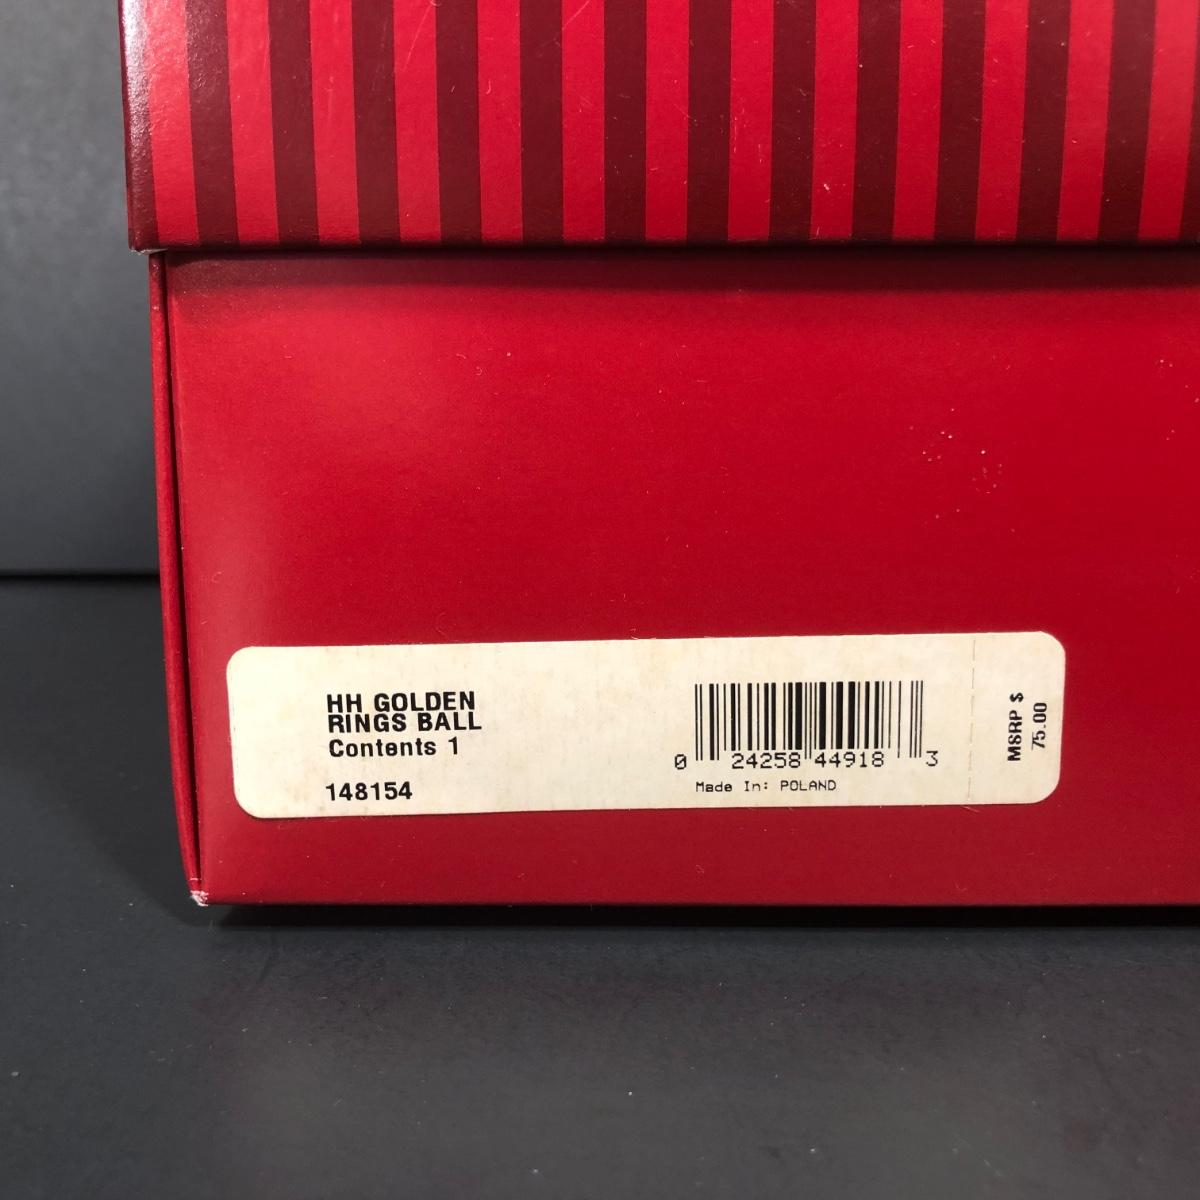 HH GOLDEN
RINGS BALL
Contents 1
148154
0 24258 44918 3
Made In: POLAND
MSRP $
75.00